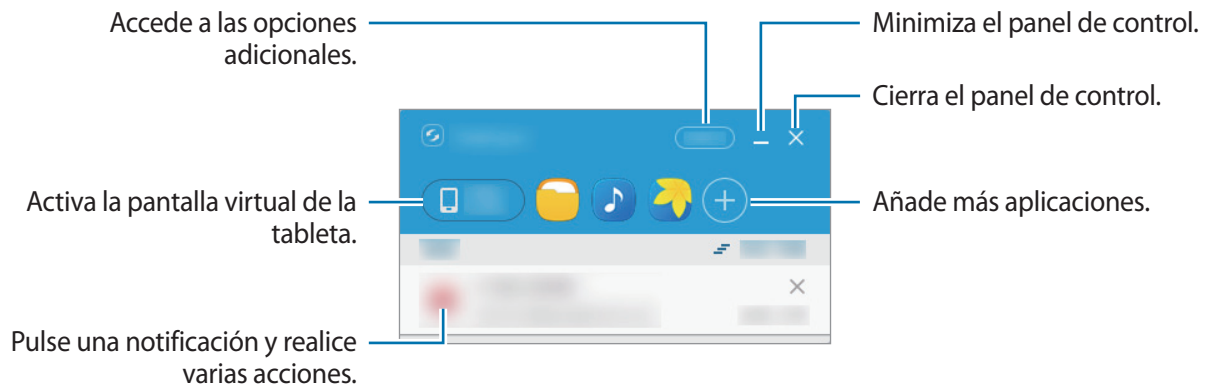 Accede a las opciones
adicionales.
Minimiza el panel de control.
Cierra el panel de control.
Activa la pantalla virtual de la
tableta.
Añade más aplicaciones.
Pulse una notificación y realice
varias acciones.